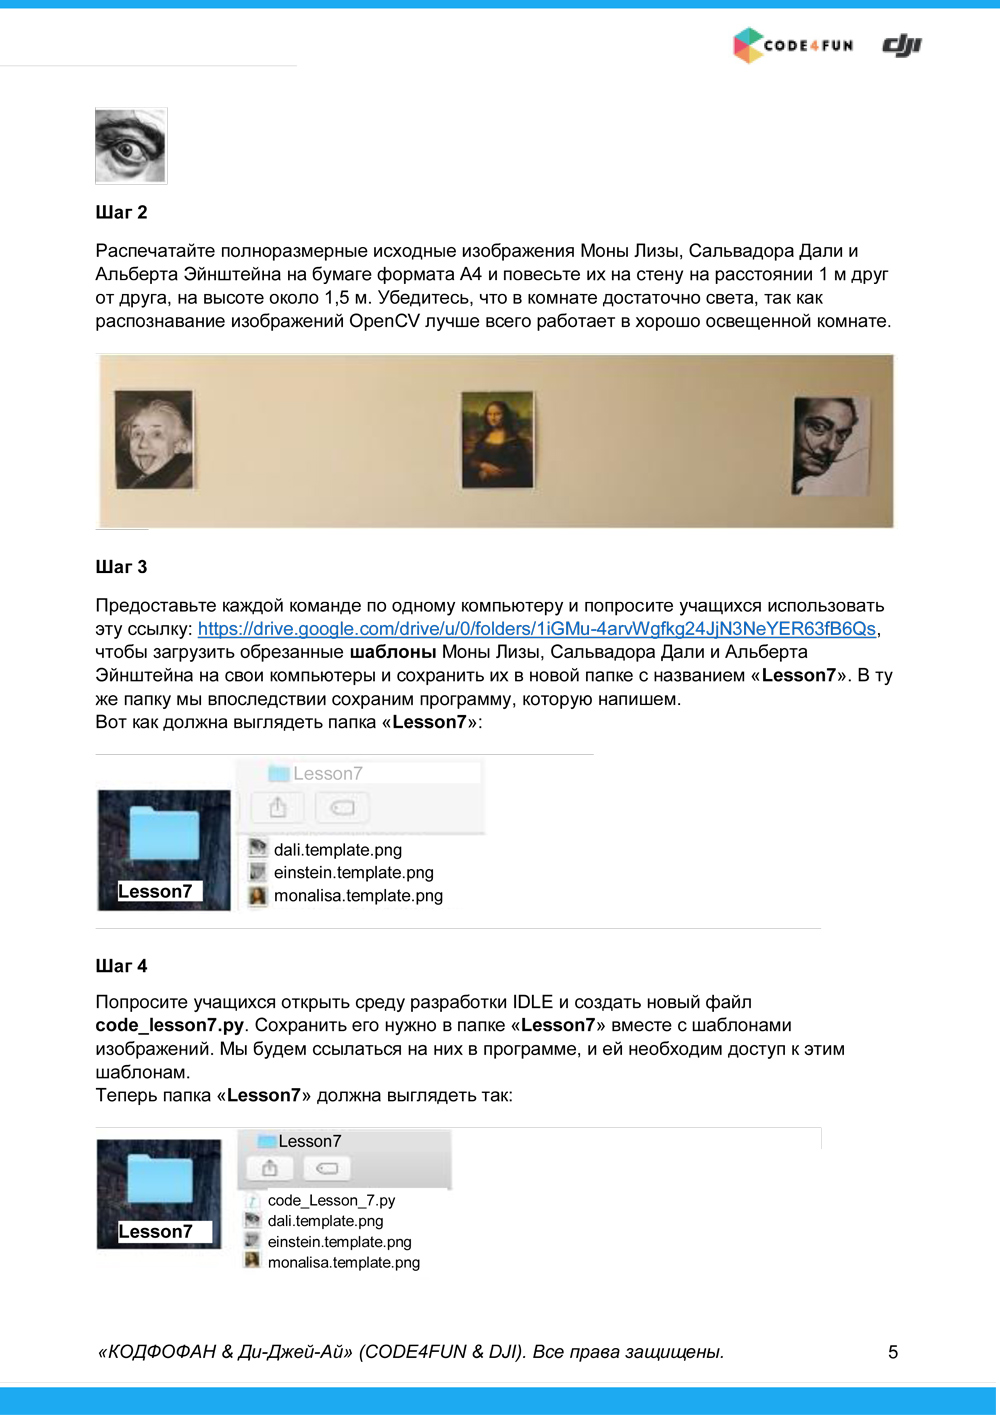 CODE4FUN dji
Шаг 2
Распечатайте полноразмерные исходные изображения Моны Лизы, Сальвадора Дали и
Альберта Эйнштейна на бумаге формата А4 и повесьте их на стену на расстоянии 1 м друг
от друга, на высоте около 1,5 м. Убедитесь, что в комнате достаточно света, так как
распознавание изображений OpenCV лучше всего работает в хорошо освещенной комнате.
Шаг 3
Предоставьте каждой команде по одному компьютеру и попросите учащихся использовать
эту ссылку: https://drive.google.com/drive/u/0/folders/1iGMu-4arvWgfkg24JjN3NeYER63fB6Qs,
чтобы загрузить обрезанные шаблоны Моны Лизы, Сальвадора Дали и Альберта
Эйнштейна на свои компьютеры и сохранить их в новой папке с названием «Lesson7». В ту
же папку мы впоследствии сохраним программу, которую напишем.
Вот как должна выглядеть папка «Lesson7»:
Lesson7
dali.template.png
einstein.template.png
Lesson7
monalisa.template.png
Шаг 4
Попросите учащихся открыть среду разработки IDLE и создать новый файл
code_lesson7.py. Сохранить его нужно в папке «Lesson7» вместе с шаблонами
изображений. Мы будем ссылаться на них в программе, и ей необходим доступ к этим
шаблонам.
Теперь папка «Lesson7» должна выглядеть так:
Lesson7
code_Lesson_7.py
dali.template.png
Lesson7
einstein.template.png
monalisa.template.png
«КОДФОФАН & Ди-Джей-Ай» (CODE4FUN & DJI). Все права защищены. 5